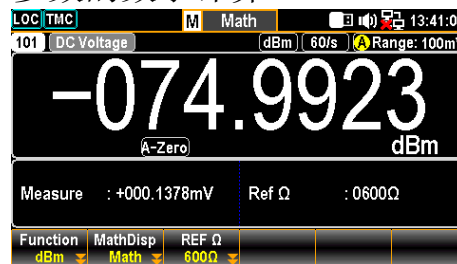 LOC TMC M Math 13:41:0
101 DC Voltage dBm 60/s A Range: 100m
-074.9923
A-Zero dBm
Measure : +000.1378mV Ref Ω : 0600Ω
Function MathDisp REF Ω
dBm Math 600Ω